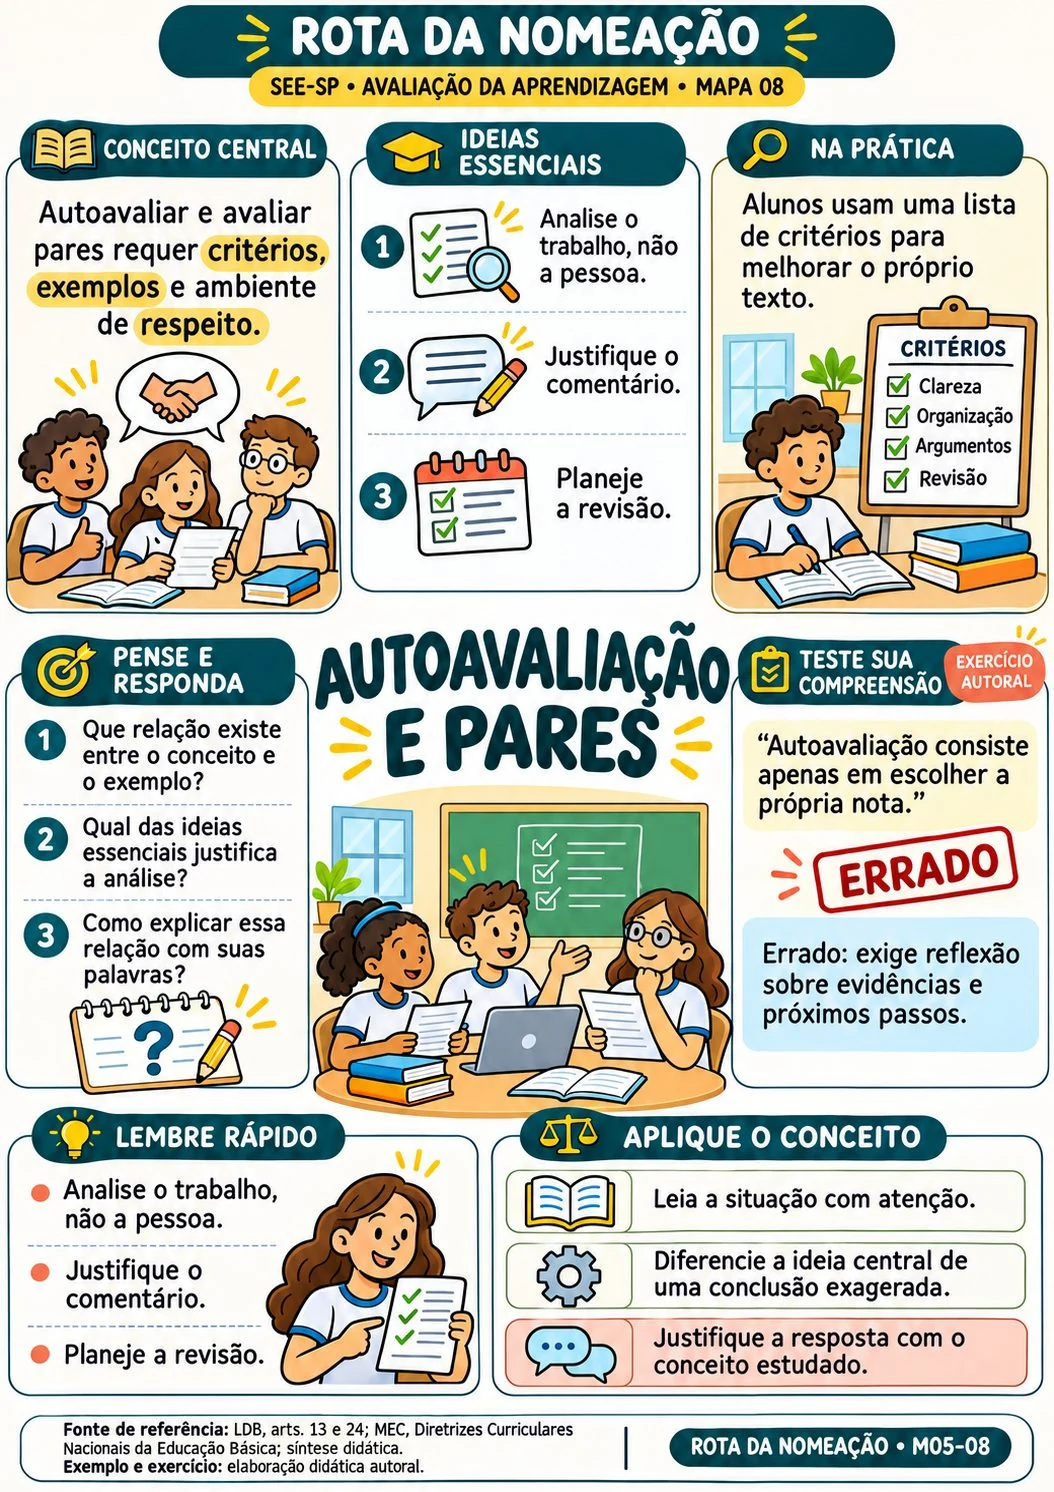 ROTA DA NOMEAÇÃO
SEE-SP • AVALIAÇÃO DA APRENDIZAGEM • MAPA 08
CONCEITO CENTRAL
Autoavaliar e avaliar
pares requer critérios,
exemplos e ambiente
de respeito.
IDEIAS
ESSENCIAIS
1
Analise o
trabalho, não
a pessoa.
2
Justifique o
comentário.
3
Planeje
a revisão.
NA PRÁTICA
Alunos usam uma lista
de critérios para
melhorar o próprio
texto.
CRITÉRIOS
Clareza
Organização
Argumentos
Revisão
PENSE E
RESPONDA
1
Que relação existe
entre o conceito e
o exemplo?
2
Qual das ideias
essenciais justifica
a análise?
3
Como explicar essa
relação com suas
palavras?
?
AUTOAVALIAÇÃO
E PARES
TESTE SUA
COMPREENSÃO
EXERCÍCIO
AUTORAL
“Autoavaliação consiste
apenas em escolher a
própria nota.”
ERRADO
Errado: exige reflexão
sobre evidências e
próximos passos.
LEMBRE RÁPIDO
Analise o trabalho,
não a pessoa.
Justifique o
comentário.
Planeje a revisão.
APLIQUE O CONCEITO
Leia a situação com atenção.
Diferencie a ideia central de
uma conclusão exagerada.
Justifique a resposta com o
conceito estudado.
Fonte de referência: LDB, arts. 13 e 24; MEC, Diretrizes Curriculares
Nacionais da Educação Básica; síntese didática.
Exemplo e exercício: elaboração didática autoral.
ROTA DA NOMEAÇÃO • M05-08